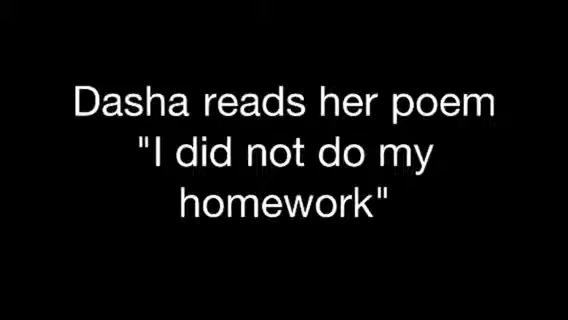 Dasha reads her poem
"I did not do my
homework"